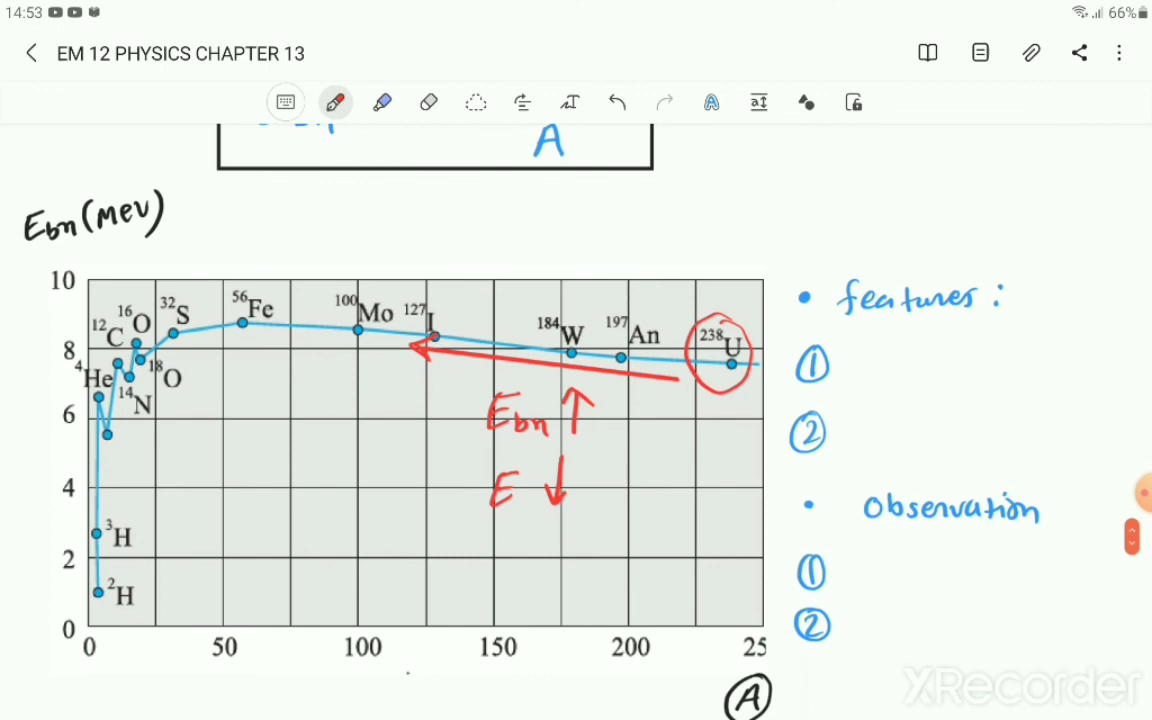 14:53 66%
EM 12 PHYSICS CHAPTER 13
A
Ebn (MeV)
10
8
6
4
2
0
0 50 100 150 200 25
2H
3H
4He
12C
14N
16O
18O
32S
56Fe
100Mo
127I
184W
197An
238U
Ebn ↑
E ↓
A
• features :
①
②
• Observation
①
②
XRecorder